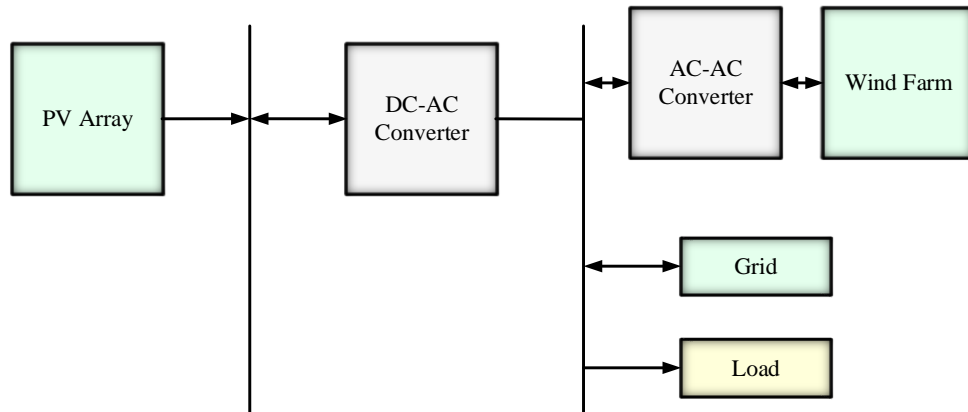 PV Array
DC-AC
Converter
AC-AC
Converter
Wind Farm
Grid
Load